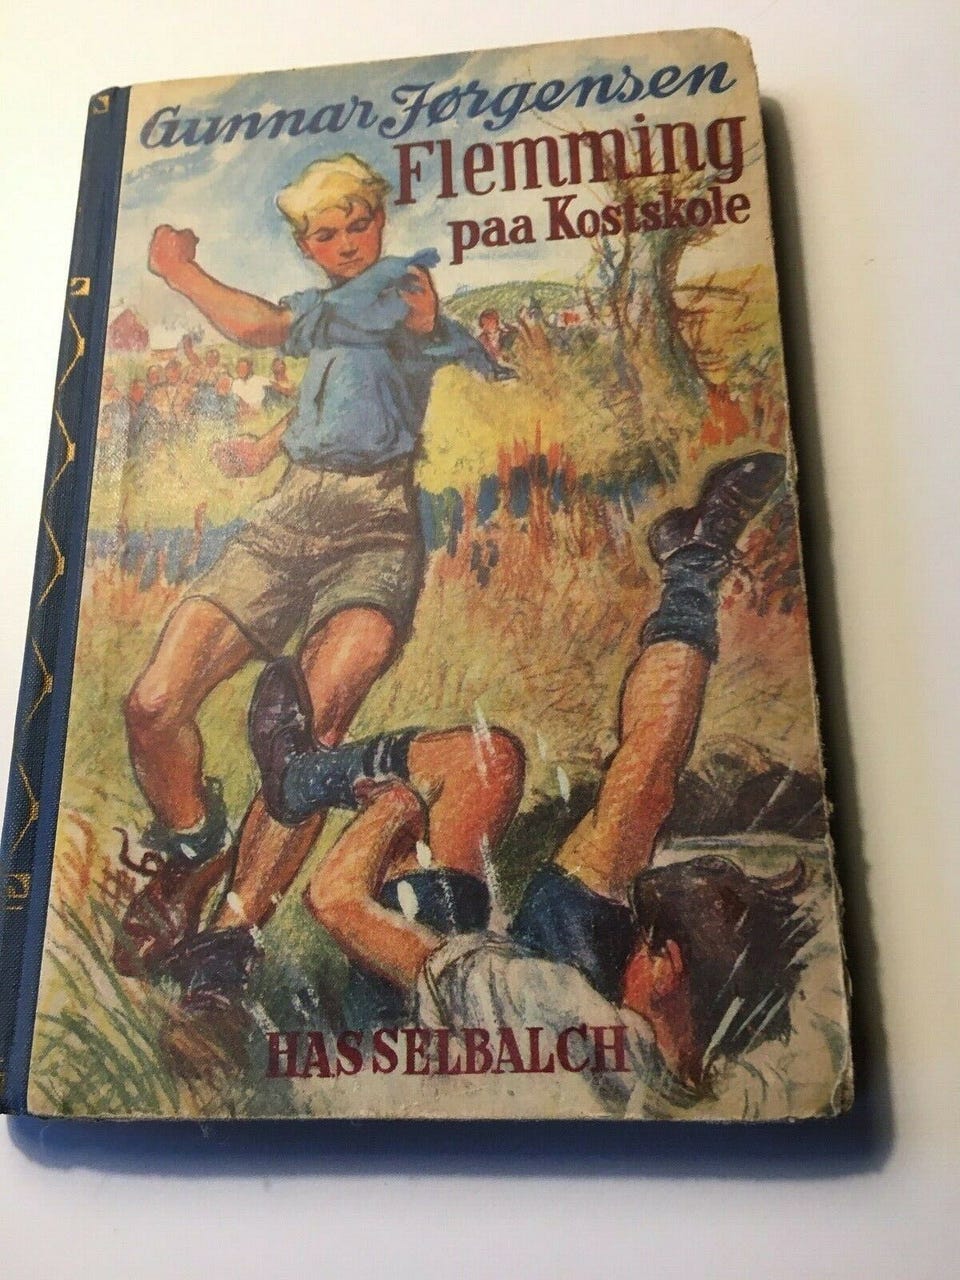 Gunnar Jørgensen
Flemming
paa Kostskole
HASSELBALCH